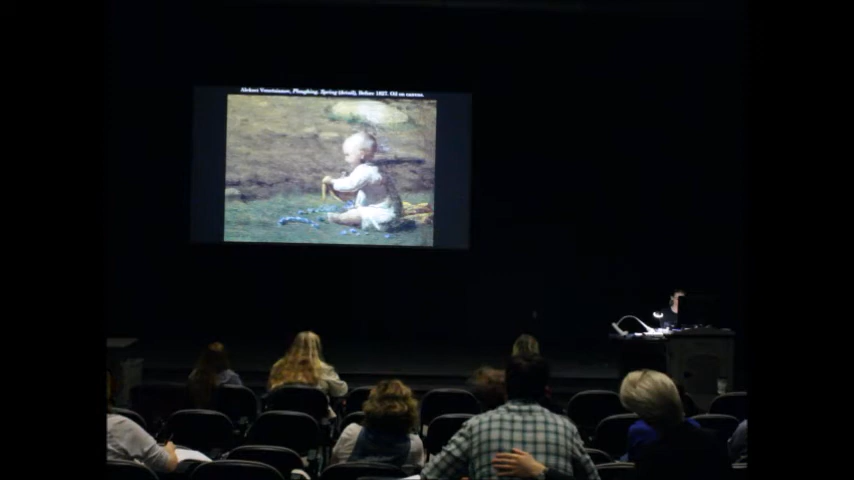 Aleksei Venetsianov, Ploughing. Spring (detail), Before 1827. Oil on canvas.